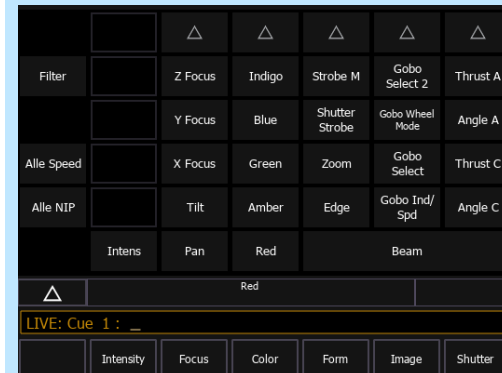 Filter Z Focus Indigo Strobe M Gobo Select 2 Thrust A
Y Focus Blue Shutter Strobe Gobo Wheel Mode Angle A
Alle Speed X Focus Green Zoom Gobo Select Thrust C
Alle NIP Tilt Amber Edge Gobo Ind/ Spd Angle C
Intens Pan Red Beam
Red
LIVE: Cue 1 : _
Intensity Focus Color Form Image Shutter